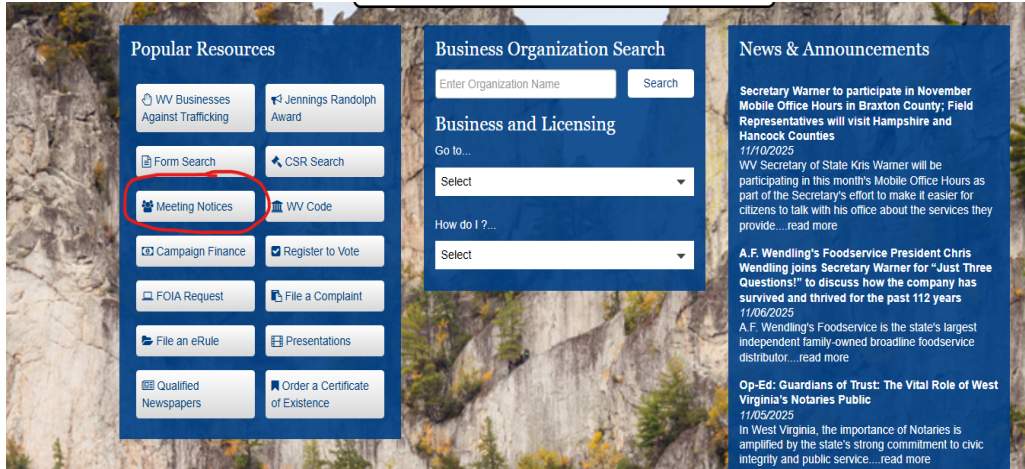 Popular Resources
WV Businesses
Against Trafficking
Jennings Randolph
Award
Form Search
CSR Search
Meeting Notices
WV Code
Campaign Finance
Register to Vote
FOIA Request
File a Complaint
File an eRule
Presentations
Qualified
Newspapers
Order a Certificate
of Existence
Business Organization Search
Enter Organization Name
Search
Business and Licensing
Go to...
Select
How do I ?...
Select
News & Announcements
Secretary Warner to participate in November
Mobile Office Hours in Braxton County; Field
Representatives will visit Hampshire and
Hancock Counties
11/10/2025
WV Secretary of State Kris Warner will be
participating in this month's Mobile Office Hours as
part of the Secretary's effort to make it easier for
citizens to talk with his office about the services they
provide....read more
A.F. Wendling's Foodservice President Chris
Wendling joins Secretary Warner for “Just Three
Questions!” to discuss how the company has
survived and thrived for the past 112 years
11/06/2025
A.F. Wendling's Foodservice is the state's largest
independent family-owned broadline foodservice
distributor....read more
Op-Ed: Guardians of Trust: The Vital Role of West
Virginia's Notaries Public
11/05/2025
In West Virginia, the importance of Notaries is
amplified by the state's strong commitment to civic
integrity and public service....read more